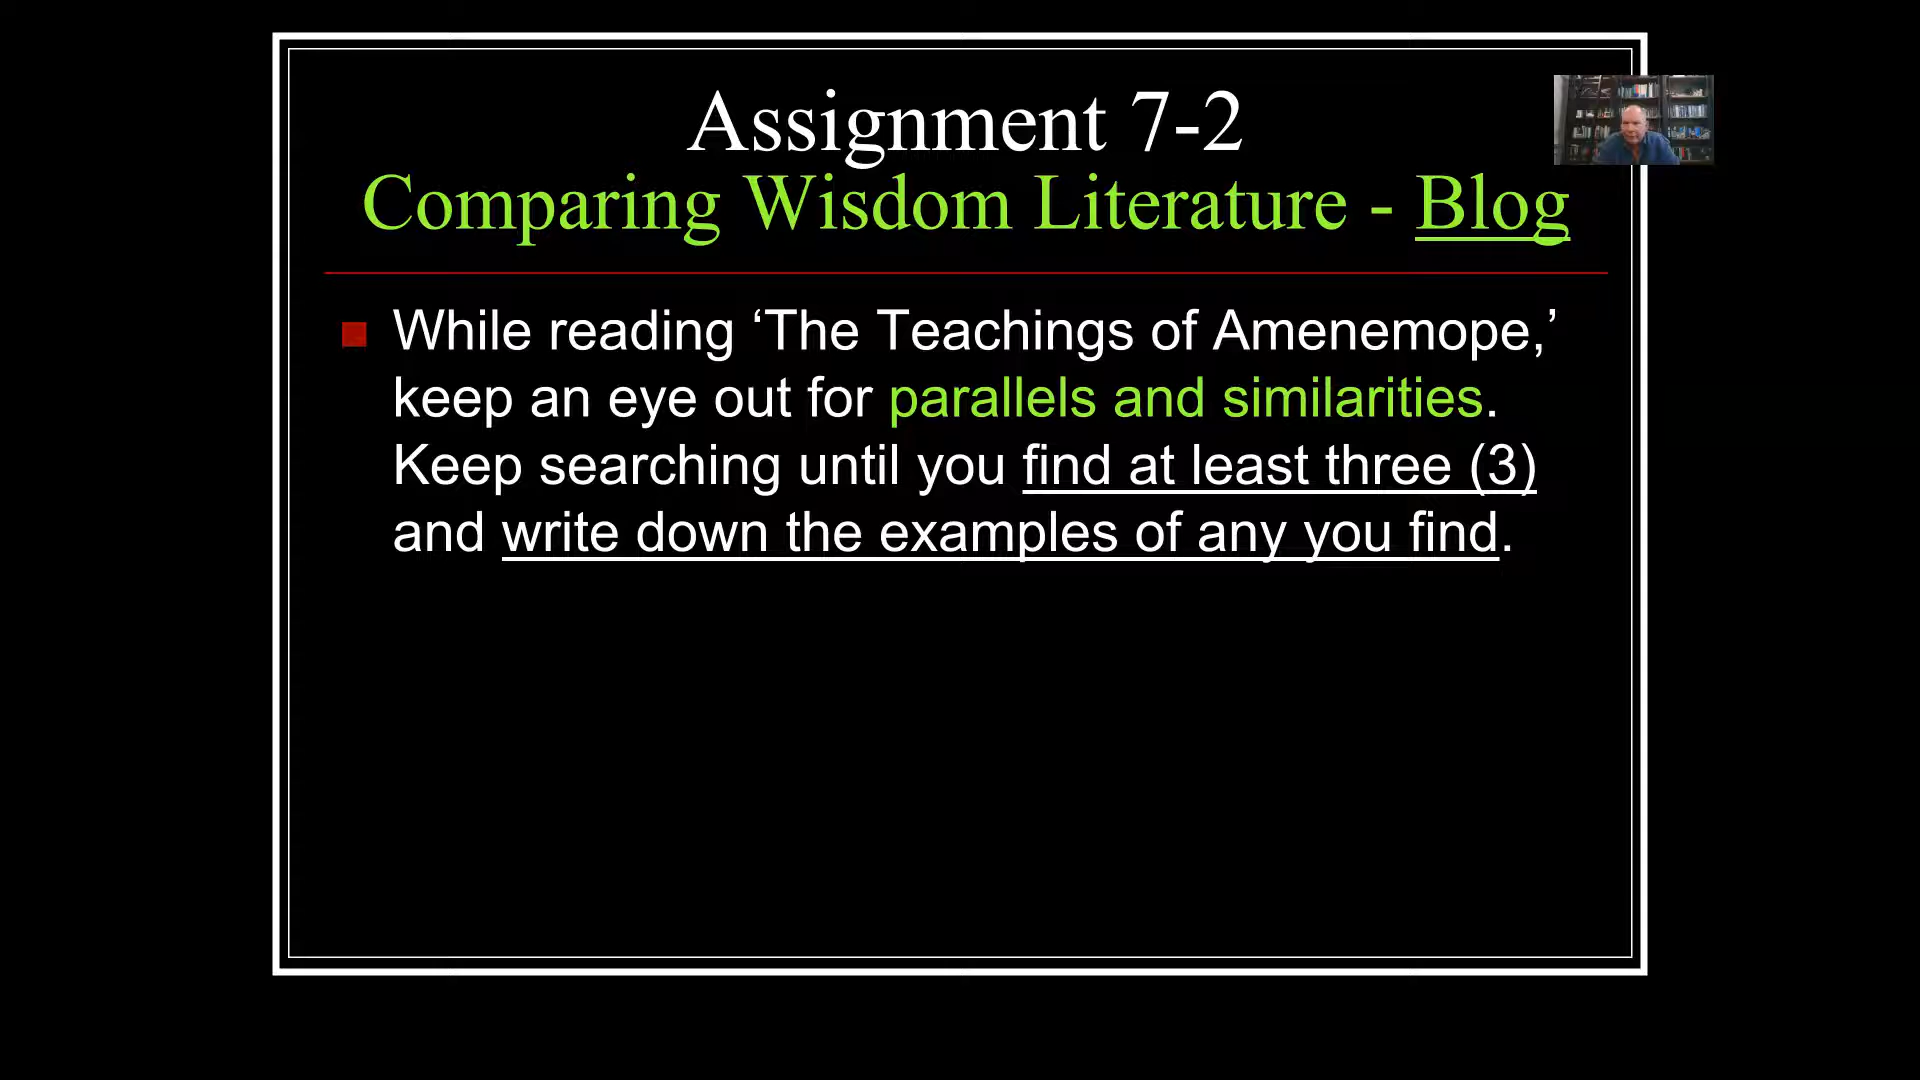 Assignment 7-2
Comparing Wisdom Literature - Blog
While reading ‘The Teachings of Amenemope,’
keep an eye out for parallels and similarities.
Keep searching until you find at least three (3)
and write down the examples of any you find.